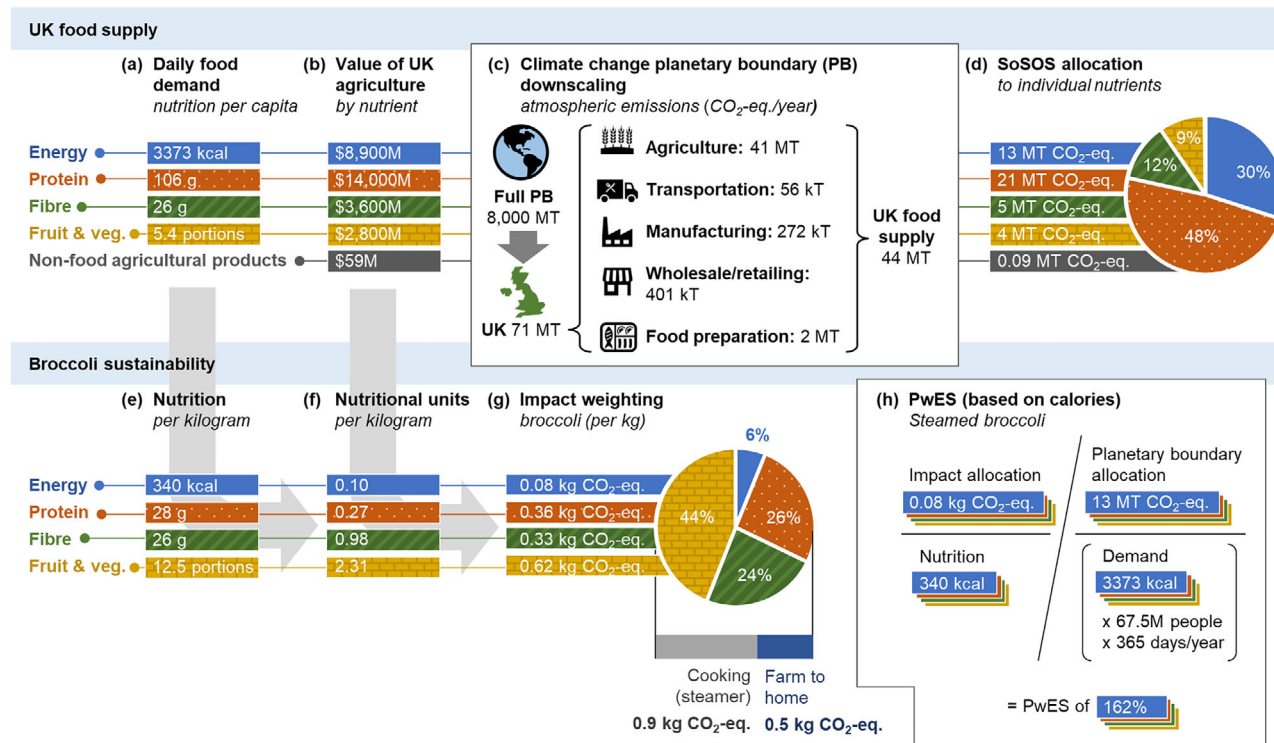 UK food supply
(a) Daily food
demand
nutrition per capita
(b) Value of UK
agriculture
by nutrient
(c) Climate change planetary boundary (PB)
downscaling
atmospheric emissions (CO₂-eq./year)
(d) SoSOS allocation
to individual nutrients
Energy
3373 kcal
$8,900M
Protein
106 g
$14,000M
Fibre
26 g
$3,600M
Fruit & veg.
5.4 portions
$2,800M
Non-food agricultural products
$59M
Full PB
8,000 MT
UK 71 MT
Agriculture: 41 MT
Transportation: 56 kT
Manufacturing: 272 kT
Wholesale/retailing:
401 kT
Food preparation: 2 MT
UK food
supply
44 MT
13 MT CO₂-eq.
21 MT CO₂-eq.
5 MT CO₂-eq.
4 MT CO₂-eq.
0.09 MT CO₂-eq.
9%
12%
30%
48%
Broccoli sustainability
(e) Nutrition
per kilogram
(f) Nutritional units
per kilogram
(g) Impact weighting
broccoli (per kg)
Energy
340 kcal
0.10
0.08 kg CO₂-eq.
Protein
28 g
0.27
0.36 kg CO₂-eq.
Fibre
26 g
0.98
0.33 kg CO₂-eq.
Fruit & veg.
12.5 portions
2.31
0.62 kg CO₂-eq.
6%
44%
26%
24%
Cooking
(steamer)
0.9 kg CO₂-eq.
Farm to
home
0.5 kg CO₂-eq.
(h) PwES (based on calories)
Steamed broccoli
Impact allocation
0.08 kg CO₂-eq.
Nutrition
340 kcal
Planetary boundary
allocation
13 MT CO₂-eq.
Demand
3373 kcal
x 67.5M people
x 365 days/year
= PwES of 162%